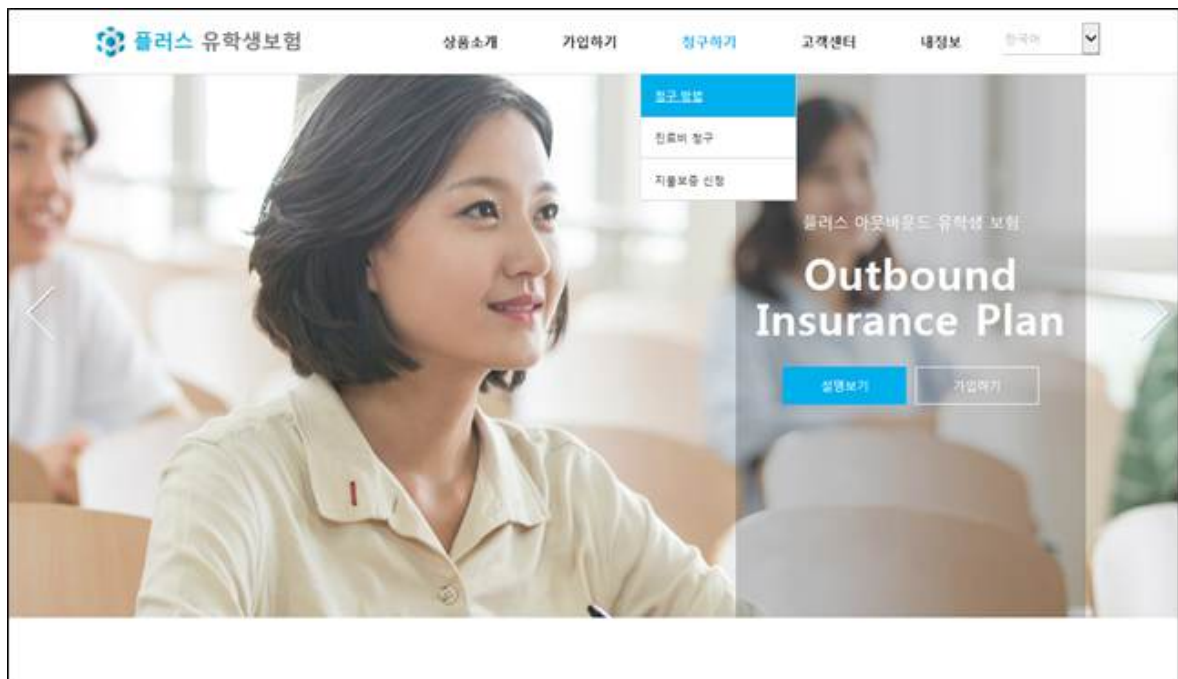 플러스 유학생보험
상품소개 가입하기 청구하기 고객센터 내정보 한국어
청구 방법
진료비 청구
지불보증 신청
플러스 아웃바운드 유학생 보험
Outbound
Insurance Plan
설명보기 가입하기